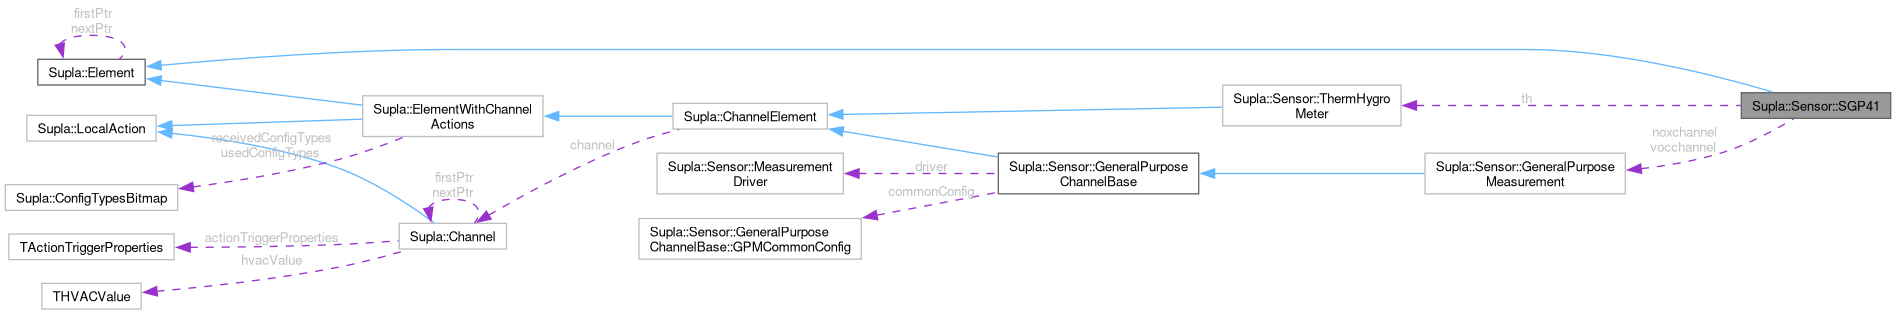 firstPtr
nextPtr
Supla::Element
Supla::LocalAction
receivedConfigTypes
usedConfigTypes
Supla::ConfigTypesBitmap
TActionTriggerProperties
THVACValue
actionTriggerProperties
hvacValue
Supla::ElementWithChannel
Actions
firstPtr
nextPtr
Supla::Channel
channel
Supla::ChannelElement
Supla::Sensor::Measurement
Driver
Supla::Sensor::GeneralPurpose
ChannelBase::GPMCommonConfig
driver
commonConfig
Supla::Sensor::GeneralPurpose
ChannelBase
Supla::Sensor::ThermHygro
Meter
Supla::Sensor::GeneralPurpose
Measurement
th
noxchannel
vocchannel
Supla::Sensor::SGP41